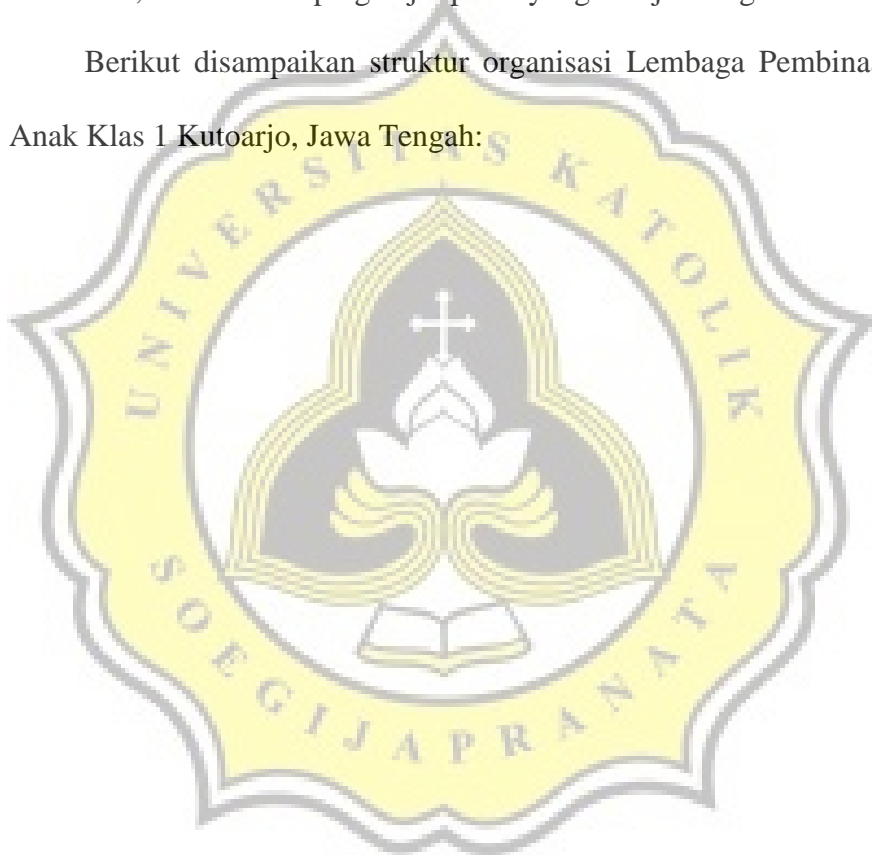 Berikut disampaikan struktur organisasi Lembaga Pembina
Anak Klas 1 Kutoarjo, Jawa Tengah:
UNIVERSITAS KATOLIK
SOEGIJAPRANATA